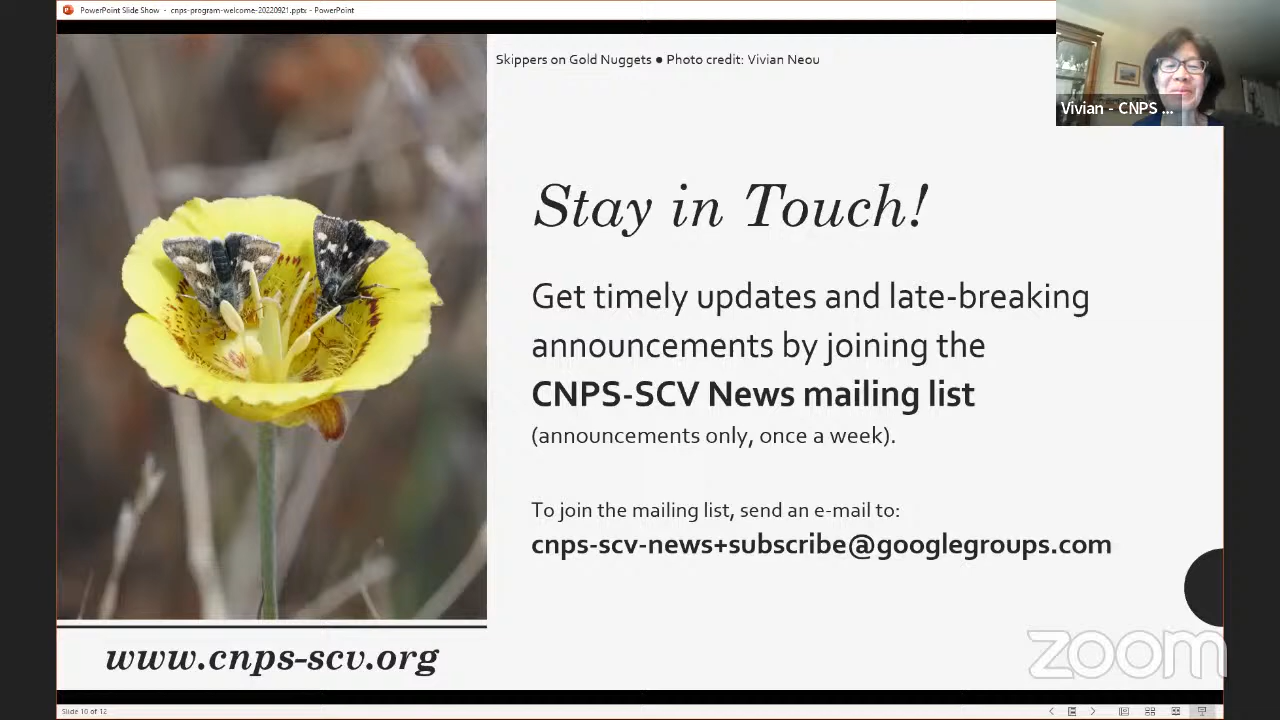 PowerPoint Slide Show - cnps-program-welcome-20220921.pptx - PowerPoint
Skippers on Gold Nuggets ● Photo credit: Vivian Neou
Vivian - CNPS ...
Stay in Touch!
Get timely updates and late-breaking
announcements by joining the
CNPS-SCV News mailing list
(announcements only, once a week).
To join the mailing list, send an e-mail to:
cnps-scv-news+subscribe@googlegroups.com
www.cnps-scv.org
zoom
Slide 10 of 12